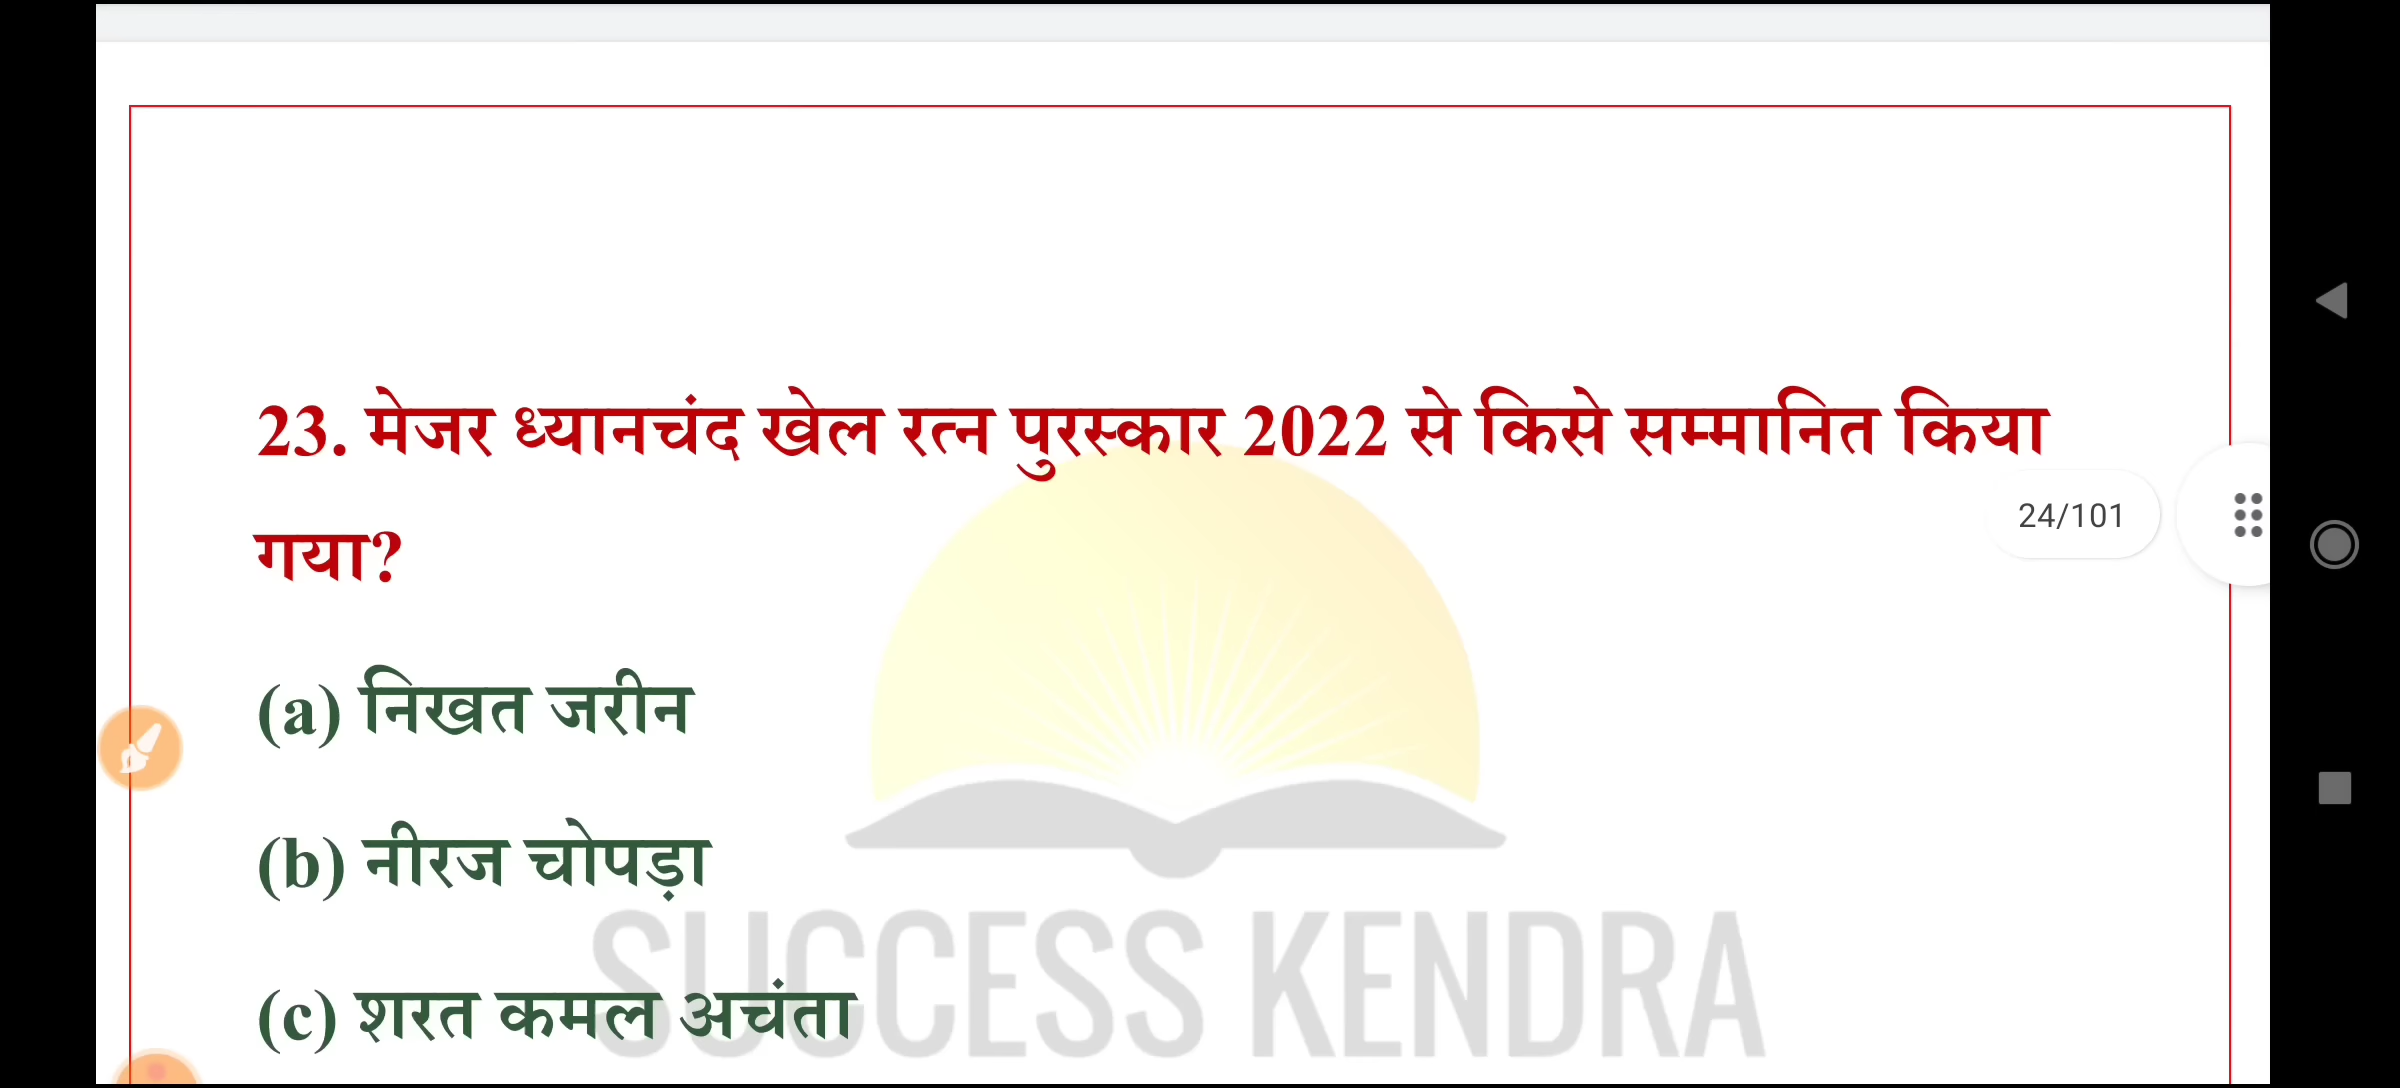 23. मेजर ध्यानचंद खेल रत्न पुरस्कार 2022 से किसे सम्मानित किया
गया?
24/101
(a) निखत जरीन
(b) नीरज चोपड़ा
(c) शरत कमल अचंता
SUCCESS KENDRA